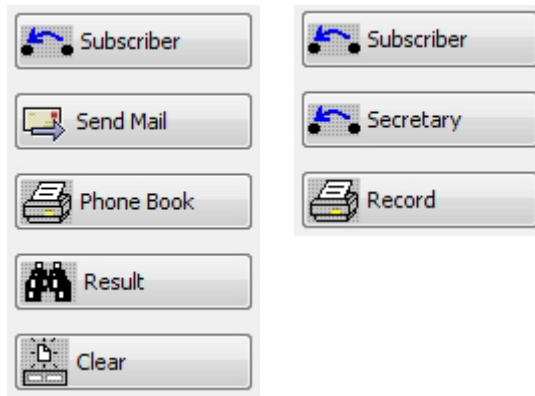 Subscriber
Send Mail
Phone Book
Result
Clear
Subscriber
Secretary
Record